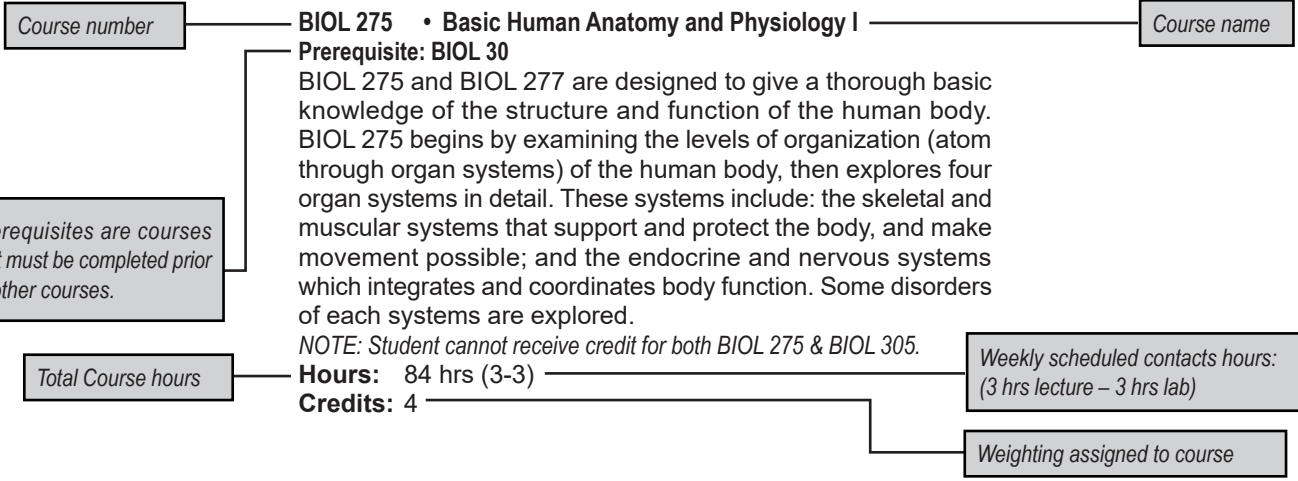 Course number
BIOL 275 • Basic Human Anatomy and Physiology I
Course name
Prerequisite: BIOL 30
BIOL 275 and BIOL 277 are designed to give a thorough basic
knowledge of the structure and function of the human body.
BIOL 275 begins by examining the levels of organization (atom
through organ systems) of the human body, then explores four
organ systems in detail. These systems include: the skeletal and
muscular systems that support and protect the body, and make
movement possible; and the endocrine and nervous systems
which integrates and coordinates body function. Some disorders
of each systems are explored.
erequisites are courses
t must be completed prior
other courses.
NOTE: Student cannot receive credit for both BIOL 275 & BIOL 305.
Total Course hours
Hours: 84 hrs (3-3)
Weekly scheduled contacts hours:
(3 hrs lecture – 3 hrs lab)
Credits: 4
Weighting assigned to course